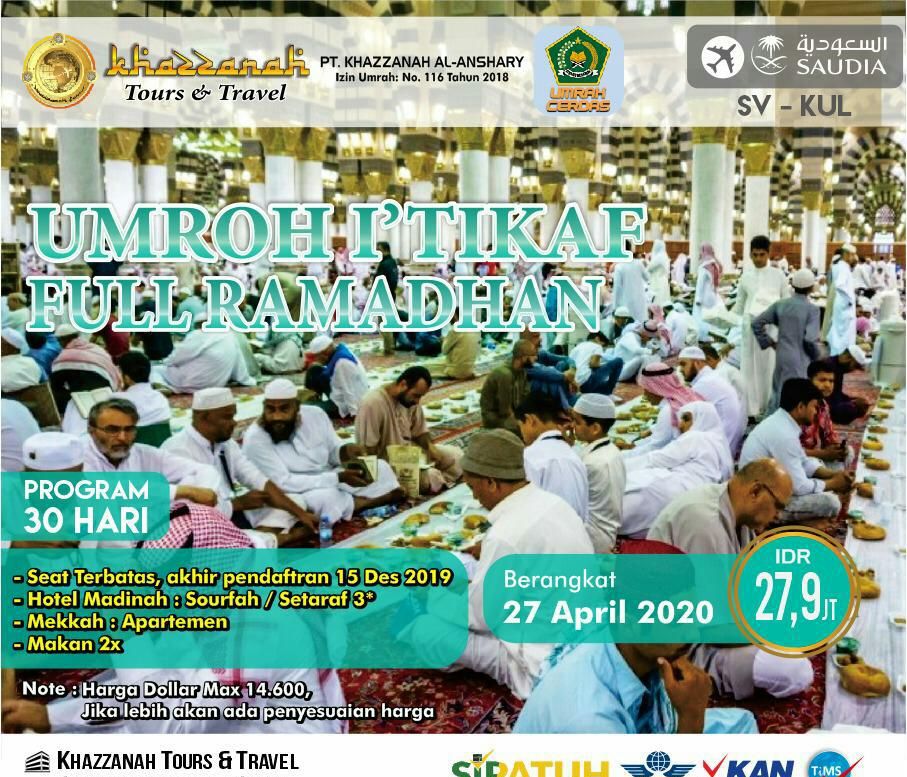 khazzanah
Tours & Travel
PT. KHAZZANAH AL-ANSHARY
Izin Umrah: No. 116 Tahun 2018
UMRAH
CERDAS
السعودية
SAUDIA
SV - KUL
UMROH I'TIKAF
FULL RAMADHAN
PROGRAM
30 HARI
- Seat Terbatas, akhir pendaftran 15 Des 2019
- Hotel Madinah : Sourfah / Setaraf 3*
- Mekkah : Apartemen
- Makan 2x
Berangkat
27 April 2020
IDR
27,9JT
Note : Harga Dollar Max 14.600,
Jika lebih akan ada penyesuaian harga
KHAZZANAH TOURS & TRAVEL
SIPATUH
KAN
TiMS